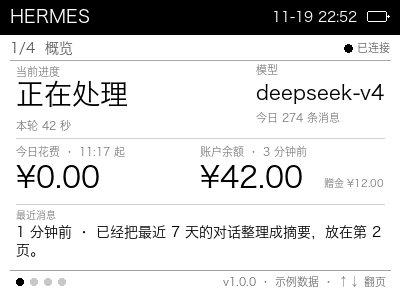 HERMES 11-19 22:52
1/4 概览 已连接
当前进度 模型
正在处理 deepseek-v4
本轮 42 秒 今日 274 条消息
今日花费 · 11:17 起 账户余额 · 3 分钟前
¥0.00 ¥42.00 赠金 ¥12.00
最近消息
1 分钟前 · 已经把最近 7 天的对话整理成摘要，放在第 2
页。
v1.0.0 · 示例数据 · ↑↓ 翻页